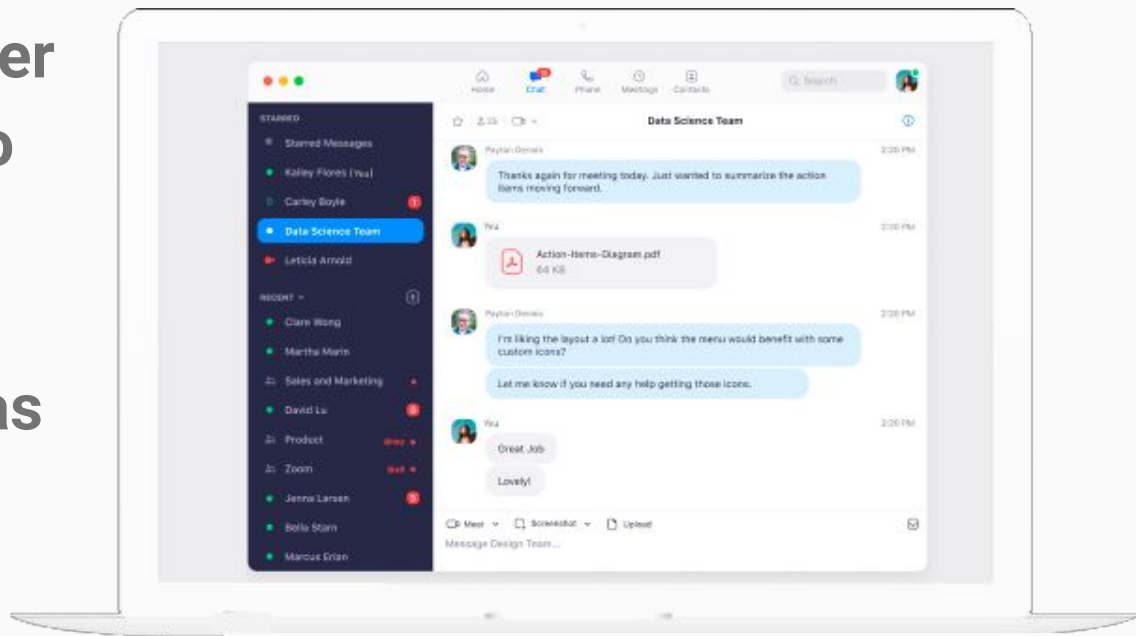 er
o
as
Home
Chat
Phone
Meetings
Contacts
Search
STARRED
Starred Messages
Kailey Flores (You)
Carley Boyle
1
Data Science Team
Leticia Arnold
RECENT
Clare Wong
Martha Marin
Sales and Marketing
David Lu
Product
Zoom
Jenna Larsen
Bella Starn
Marcus Erian
25
Data Science Team
Payton Dennis
2:20 PM
Thanks again for meeting today. Just wanted to summarize the action
items moving forward.
You
2:20 PM
Action-Items-Diagram.pdf
64 KB
Payton Dennis
2:20 PM
I'm liking the layout a lot! Do you think the menu would benefit with some
custom icons?
Let me know if you need any help getting those icons.
You
2:20 PM
Great Job
Lovely!
Meet
Screenshot
Upload
Message Design Team...